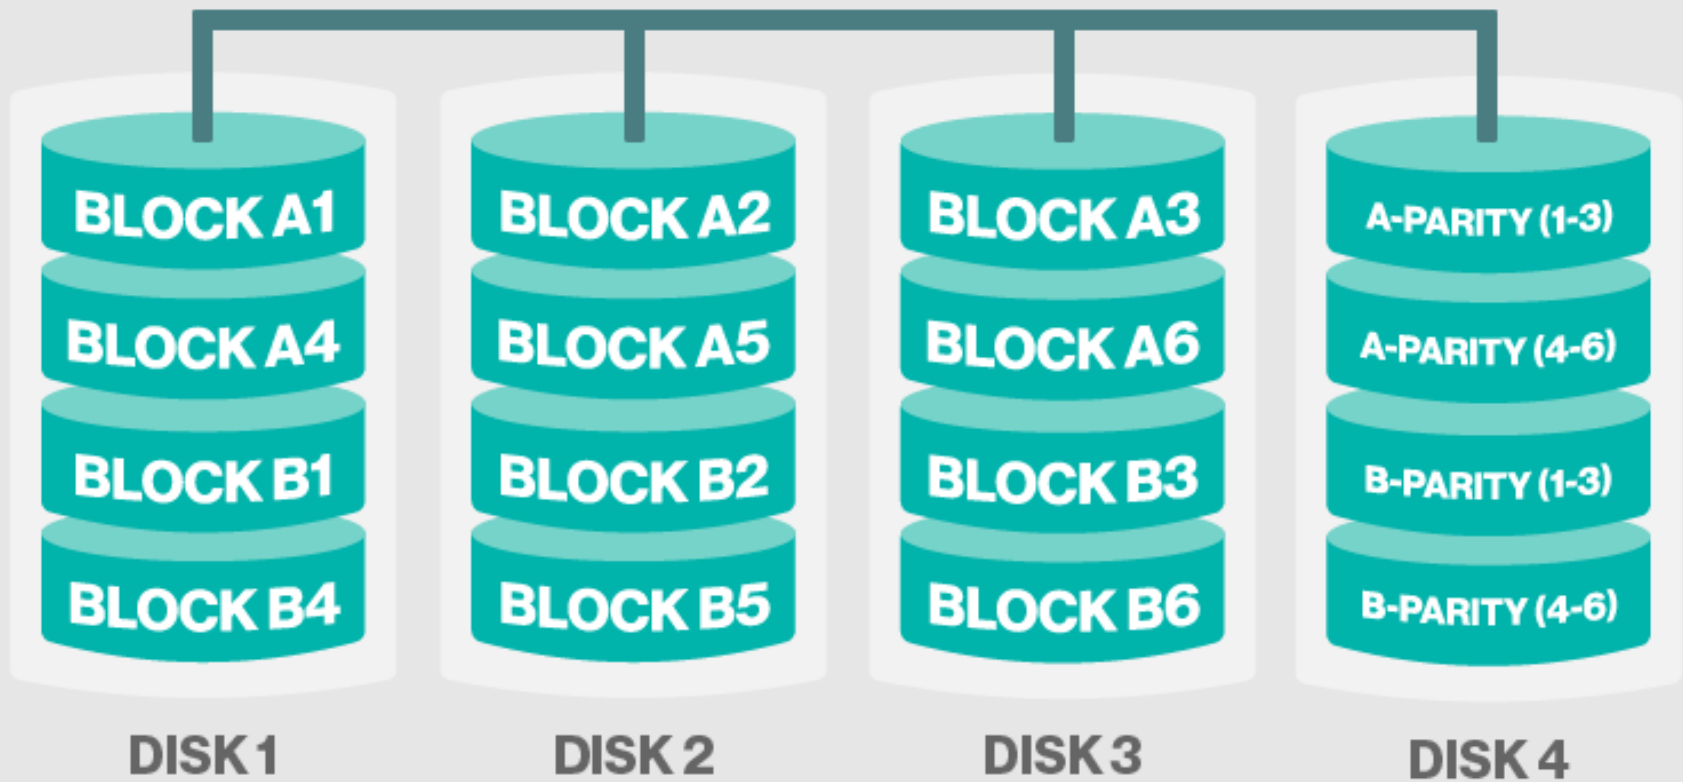 BLOCK A1
BLOCK A2
BLOCK A3
A-PARITY (1-3)
BLOCK A4
BLOCK A5
BLOCK A6
A-PARITY (4-6)
BLOCK B1
BLOCK B2
BLOCK B3
B-PARITY (1-3)
BLOCK B4
BLOCK B5
BLOCK B6
B-PARITY (4-6)
DISK 1
DISK 2
DISK 3
DISK 4